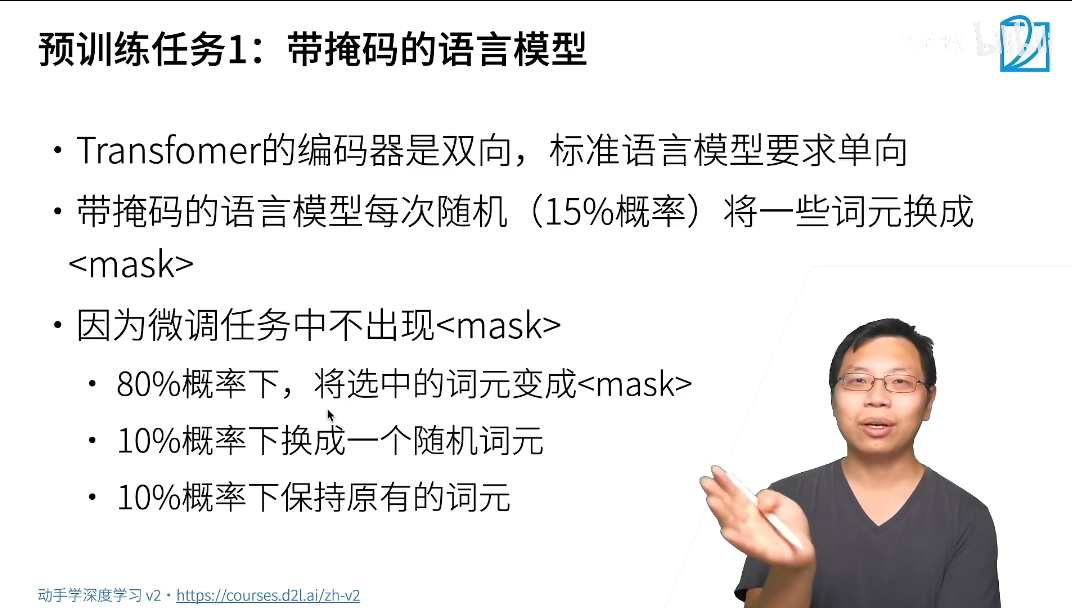 预训练任务1：带掩码的语言模型
• Transfomer的编码器是双向，标准语言模型要求单向
• 带掩码的语言模型每次随机（15%概率）将一些词元换成
<mask>
• 因为微调任务中不出现<mask>
• 80%概率下，将选中的词元变成<mask>
• 10%概率下换成一个随机词元
• 10%概率下保持原有的词元
动手学深度学习 v2 • https://courses.d2l.ai/zh-v2